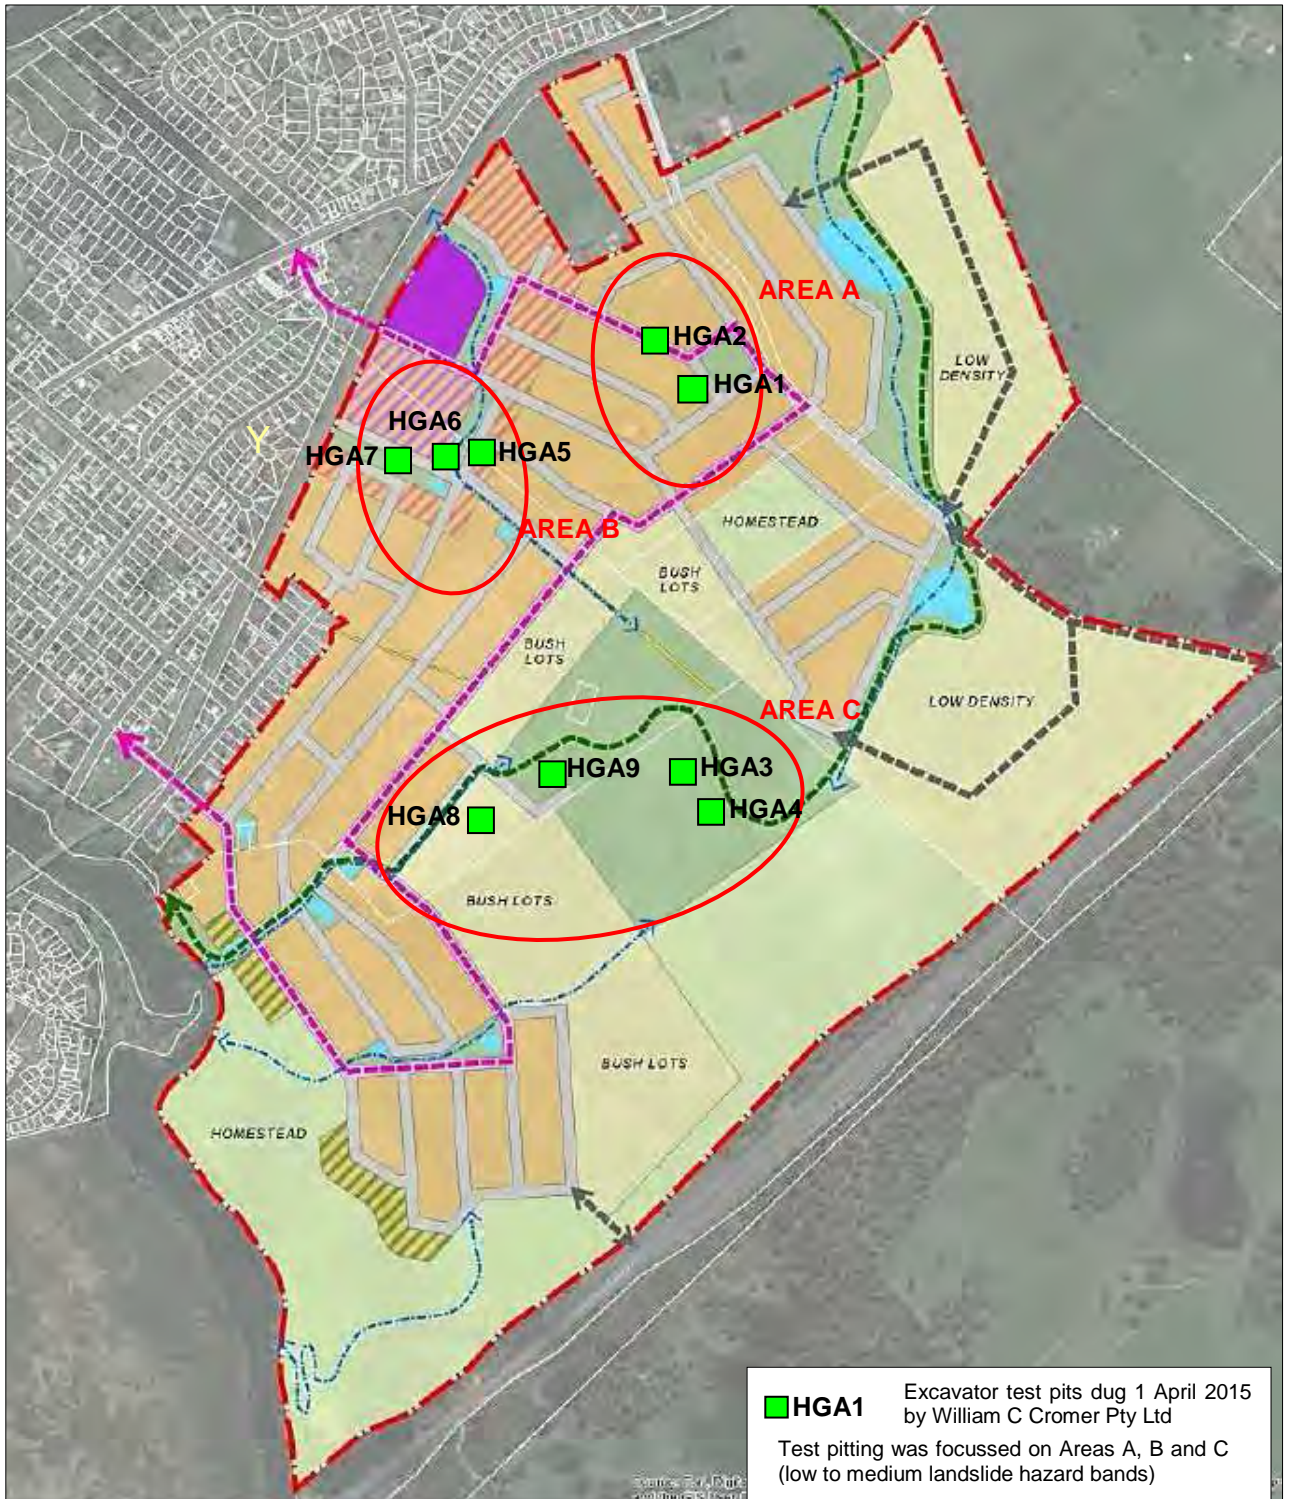 AREA A
HGA2
LOW
DENSITY
HGA1
HGA6
HGA5
HGA7
Y
AREA B
HOMESTEAD
BUSH
LOTS
BUSH
LOTS
LOW DENSITY
AREA C
HGA9
HGA3
HGA4
HGA8
BUSH LOTS
BUSH LOTS
HOMESTEAD
HGA1
Excavator test pits dug 1 April 2015
by William C Cromer Pty Ltd
Test pitting was focussed on Areas A, B and C
(low to medium landslide hazard bands)